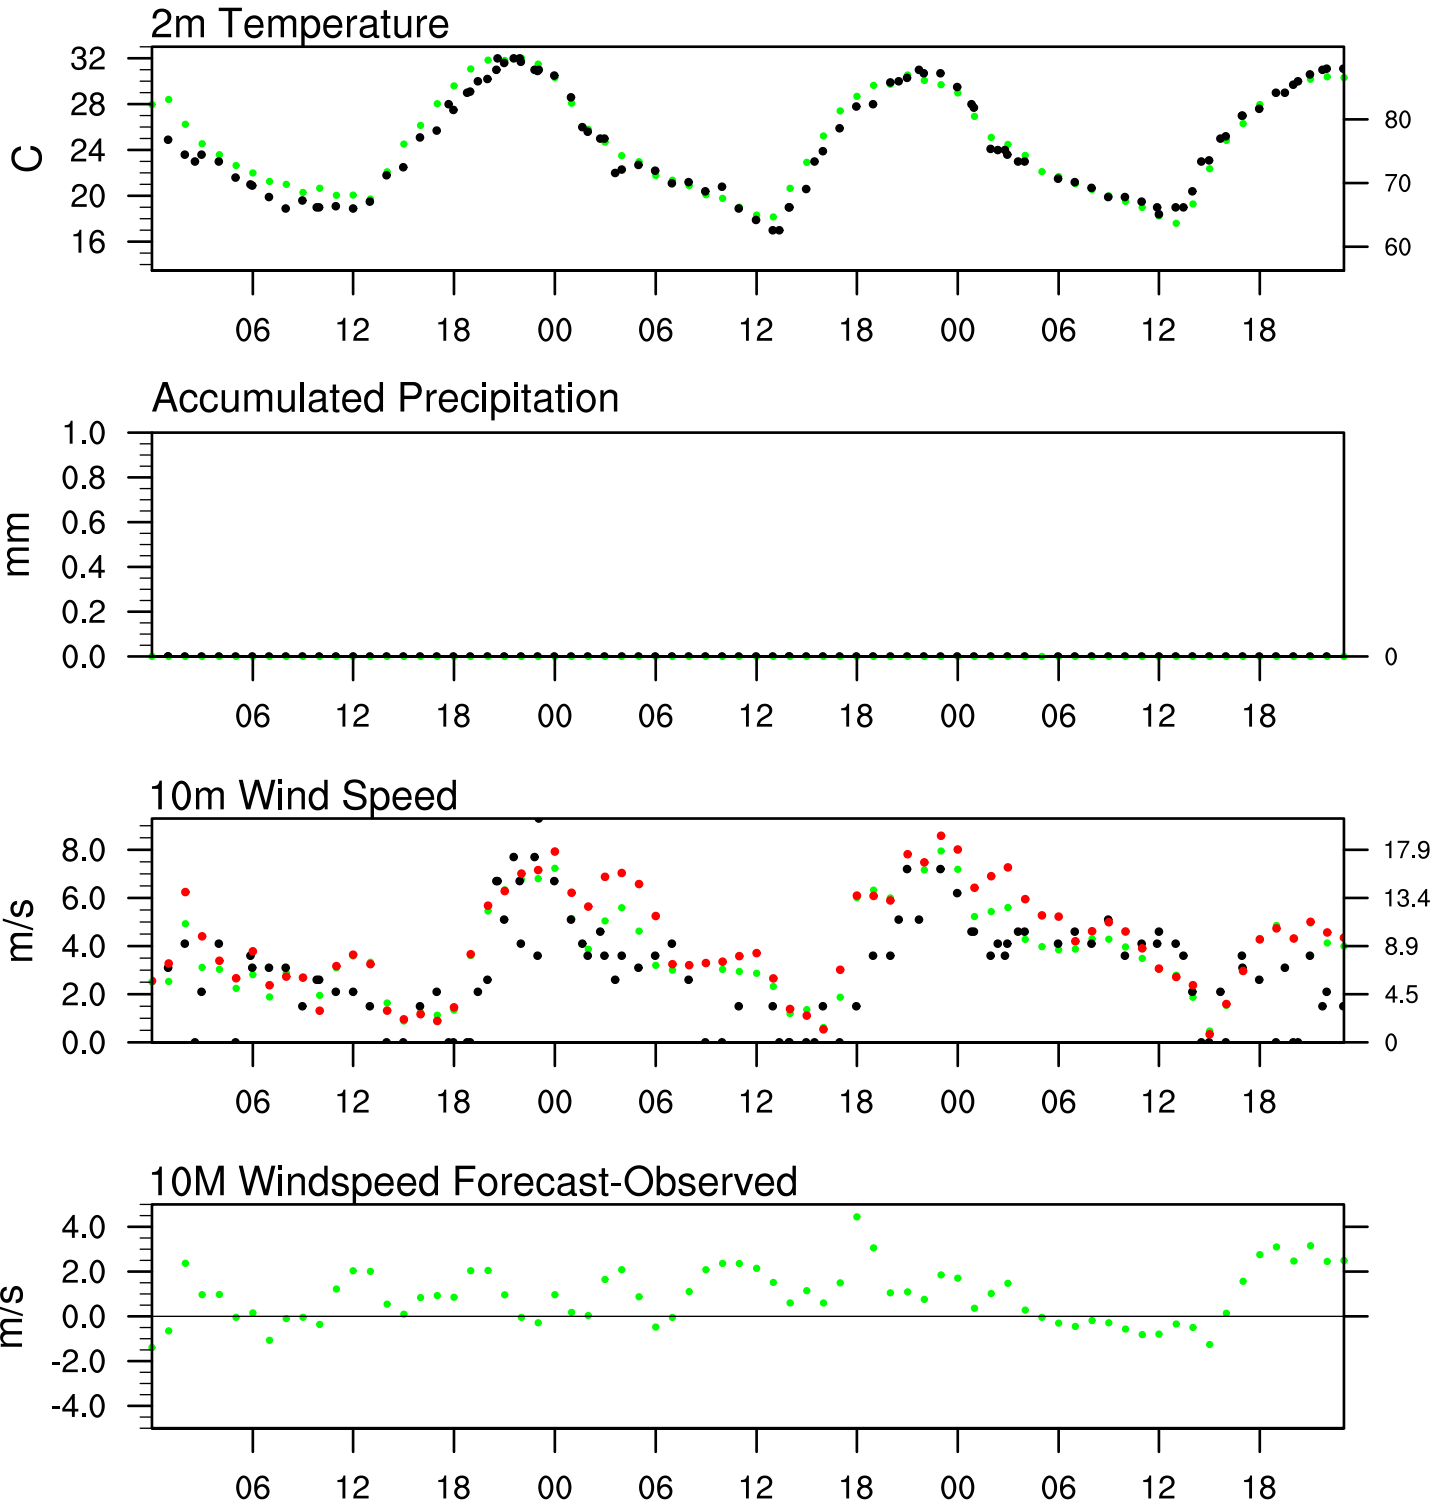 2m Temperature
32
28
24
20
16
C
80
70
60
06 12 18 00 06 12 18 00 06 12 18
Accumulated Precipitation
1.0
0.8
0.6
0.4
0.2
0.0
mm
0
06 12 18 00 06 12 18 00 06 12 18
10m Wind Speed
8.0
6.0
4.0
2.0
0.0
m/s
17.9
13.4
8.9
4.5
0
06 12 18 00 06 12 18 00 06 12 18
10M Windspeed Forecast-Observed
4.0
2.0
0.0
-2.0
-4.0
m/s
06 12 18 00 06 12 18 00 06 12 18